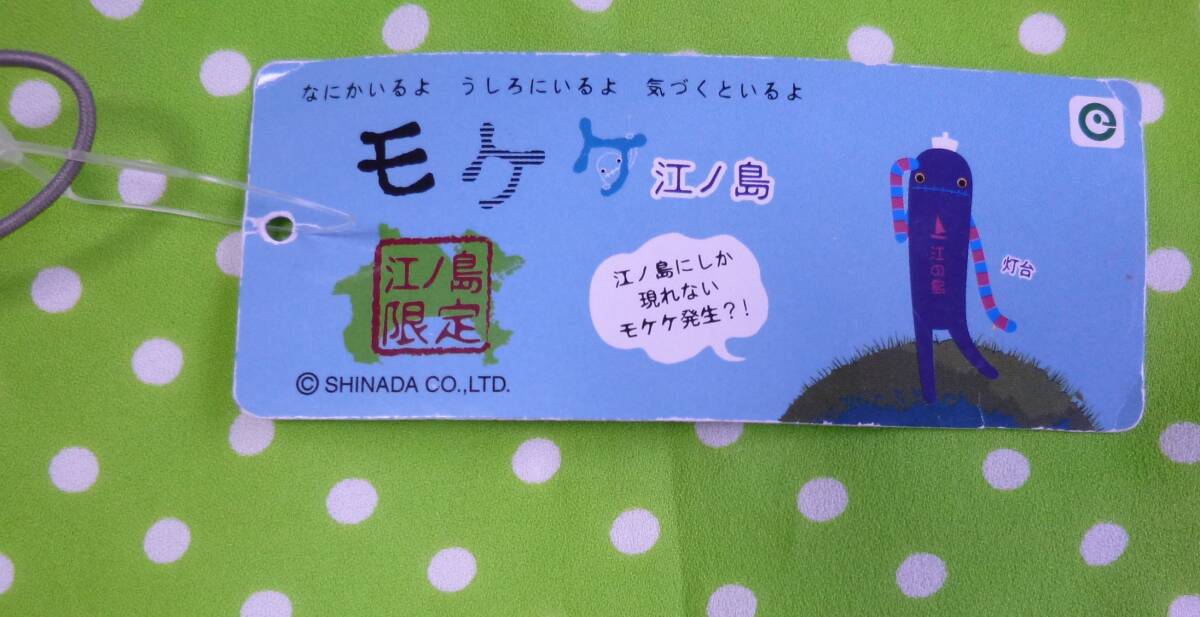 なにかいるよ うしろにいるよ 気づくといるよ
モケケ江ノ島
江ノ島
限定
江ノ島にしか
現れない
モケケ発生?!
© SHINADA CO.,LTD.
江の島
灯台